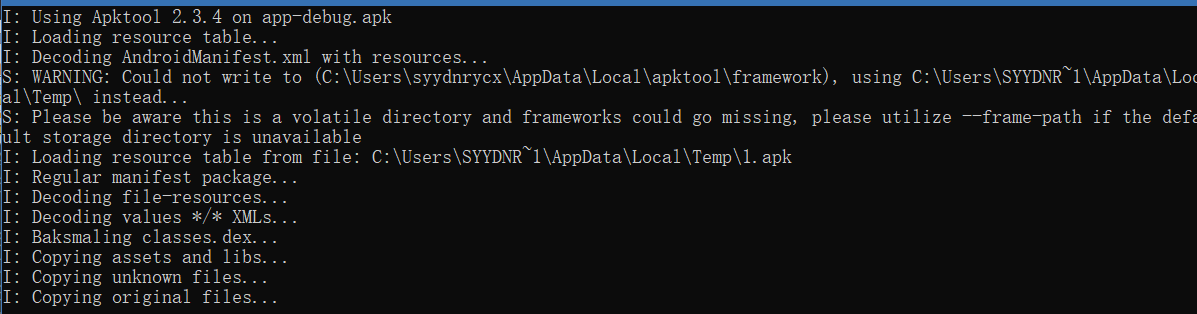 I: Using Apktool 2.3.4 on app-debug.apk
I: Loading resource table...
I: Decoding AndroidManifest.xml with resources...
S: WARNING: Could not write to (C:\Users\syydnrycx\AppData\Local\apktool\framework), using C:\Users\SYYDNR~1\AppData\Loc
al\Temp\ instead...
S: Please be aware this is a volatile directory and frameworks could go missing, please utilize --frame-path if the defa
ult storage directory is unavailable
I: Loading resource table from file: C:\Users\SYYDNR~1\AppData\Local\Temp\1.apk
I: Regular manifest package...
I: Decoding file-resources...
I: Decoding values */* XMLs...
I: Baksmaling classes.dex...
I: Copying assets and libs...
I: Copying unknown files...
I: Copying original files...